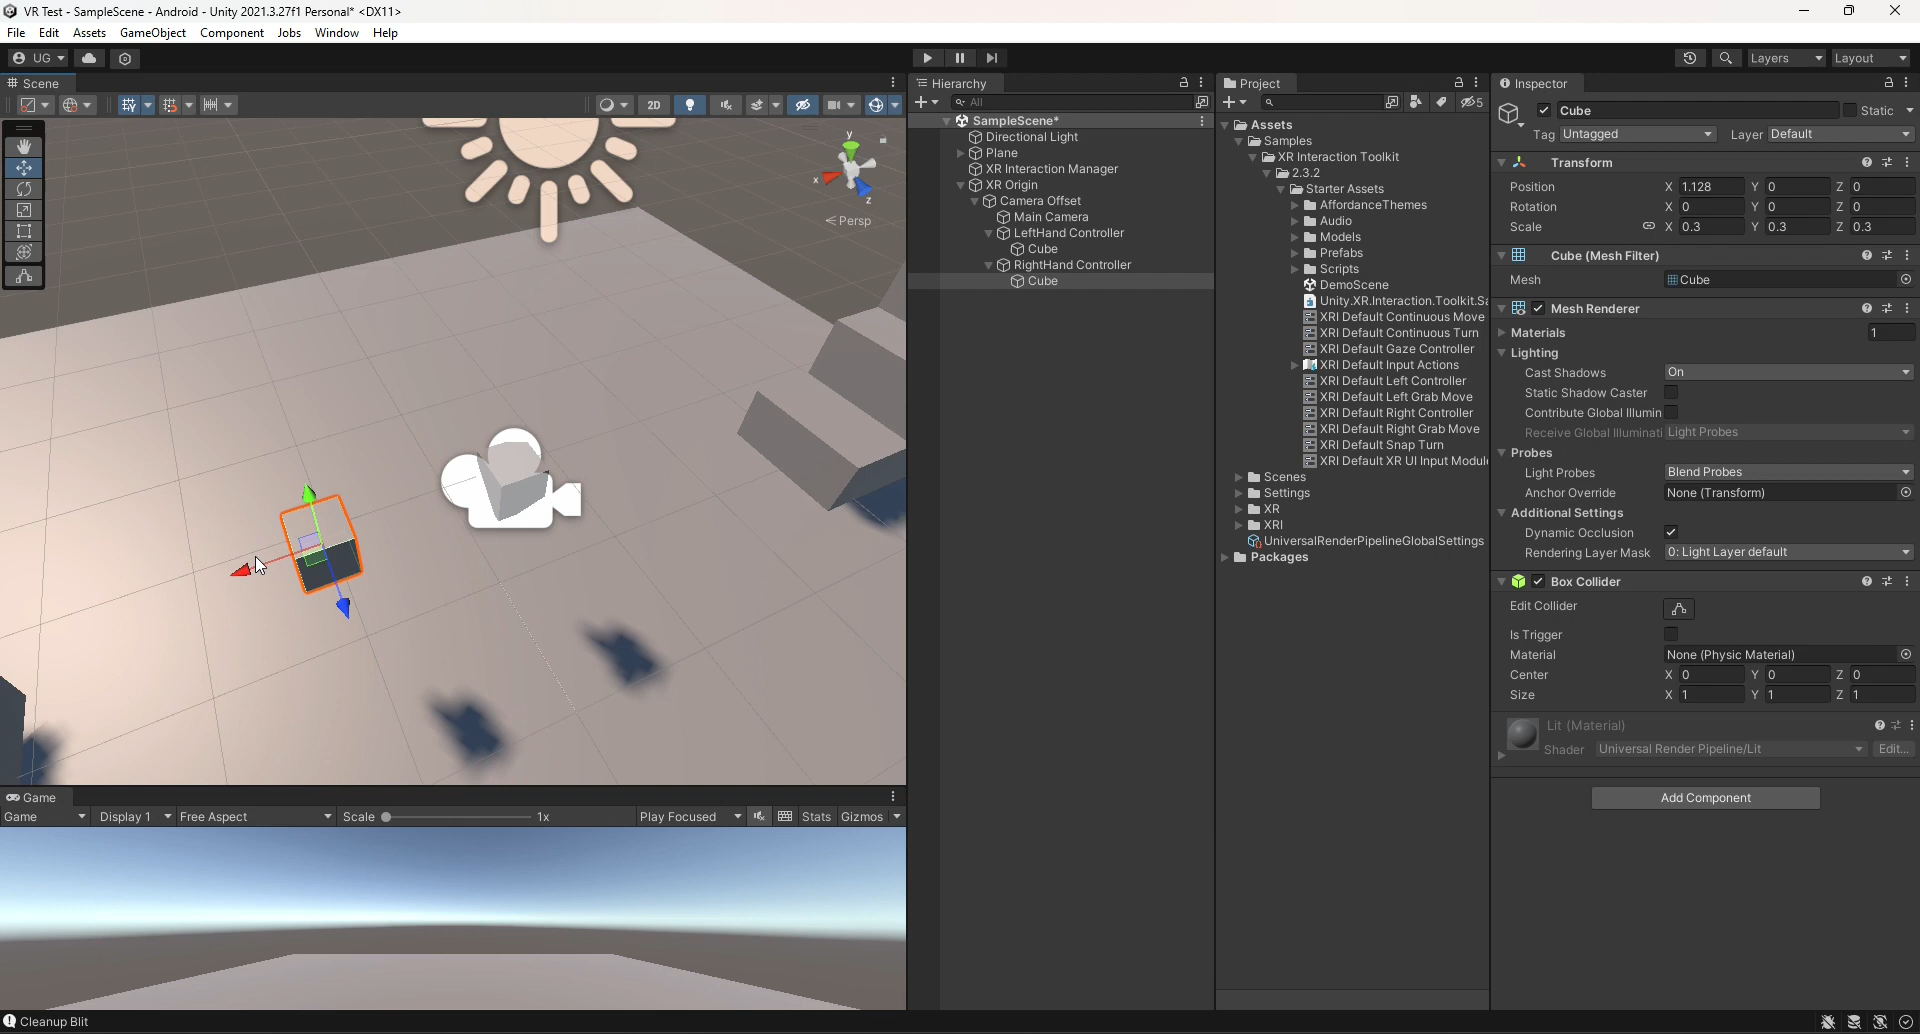 VR Test - SampleScene - Android - Unity 2021.3.27f1 Personal* <DX11>
File Edit Assets GameObject Component Jobs Window Help
UG
Layers
Layout
Scene
2D
y
x
z
Persp
Game
Game
Display 1
Free Aspect
Scale
1x
Play Focused
Stats
Gizmos
Cleanup Blit
Hierarchy
All
SampleScene*
Directional Light
Plane
XR Interaction Manager
XR Origin
Camera Offset
Main Camera
LeftHand Controller
Cube
RightHand Controller
Cube
Project
5
Assets
Samples
XR Interaction Toolkit
2.3.2
Starter Assets
AffordanceThemes
Audio
Models
Prefabs
Scripts
DemoScene
Unity.XR.Interaction.Toolkit.Sa
XRI Default Continuous Move
XRI Default Continuous Turn
XRI Default Gaze Controller
XRI Default Input Actions
XRI Default Left Controller
XRI Default Left Grab Move
XRI Default Right Controller
XRI Default Right Grab Move
XRI Default Snap Turn
XRI Default XR UI Input Module
Scenes
Settings
XR
XRI
UniversalRenderPipelineGlobalSettings
Packages
Inspector
Cube
Static
Tag Untagged Layer Default
Transform
Position X 1.128 Y 0 Z 0
Rotation X 0 Y 0 Z 0
Scale X 0.3 Y 0.3 Z 0.3
Cube (Mesh Filter)
Mesh Cube
Mesh Renderer
Materials 1
Lighting
Cast Shadows On
Static Shadow Caster
Contribute Global Illumin
Receive Global Illuminati Light Probes
Probes
Light Probes Blend Probes
Anchor Override None (Transform)
Additional Settings
Dynamic Occlusion
Rendering Layer Mask 0: Light Layer default
Box Collider
Edit Collider
Is Trigger
Material None (Physic Material)
Center X 0 Y 0 Z 0
Size X 1 Y 1 Z 1
Lit (Material)
Shader Universal Render Pipeline/Lit Edit...
Add Component